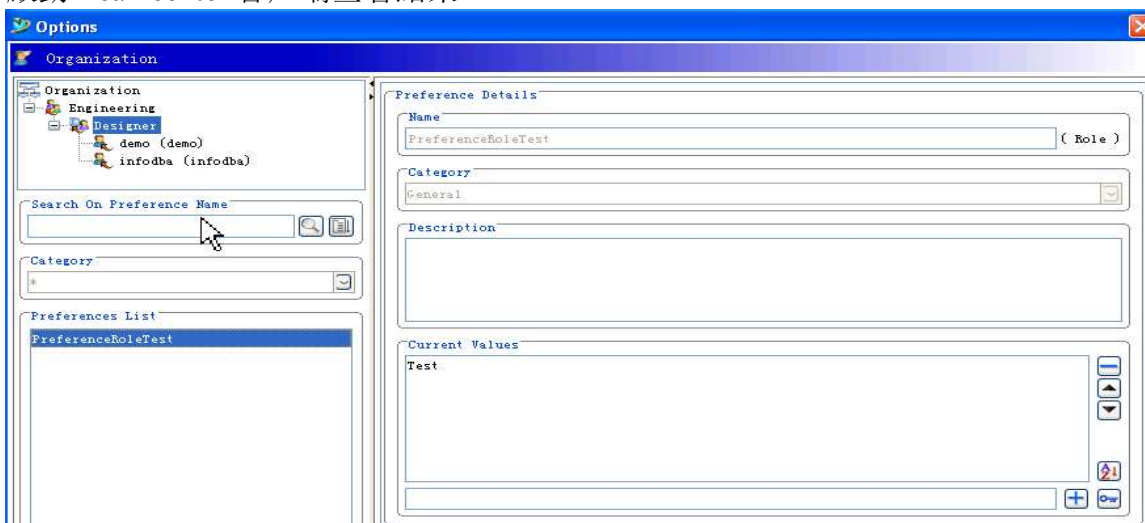 Options
Organization
Organization
Engineering
Designer
demo (demo)
infodba (infodba)
Search On Preference Name
Category
*
Preferences List
PreferenceRoleTest
Preference Details
Name
PreferenceRoleTest
( Role )
Category
General
Description
Current Values
Test